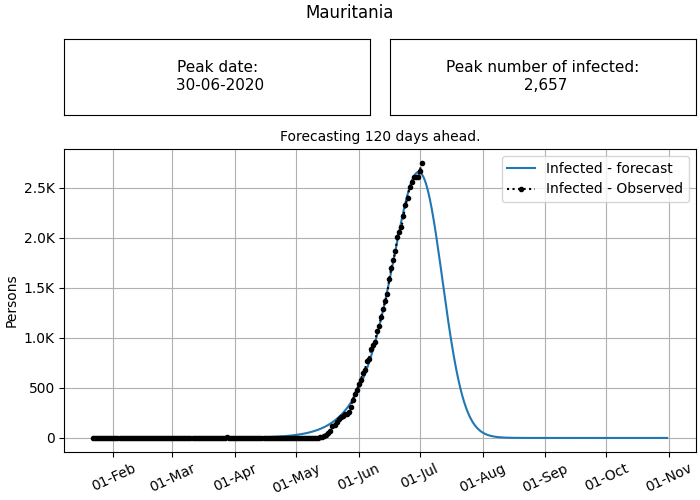 Mauritania
Peak date:
30-06-2020
Peak number of infected:
2,657
Forecasting 120 days ahead.
Infected - forecast
Infected - Observed
Persons
2.5K
2.0K
1.5K
1.0K
500
0
01-Feb
01-Mar
01-Apr
01-May
01-Jun
01-Jul
01-Aug
01-Sep
01-Oct
01-Nov